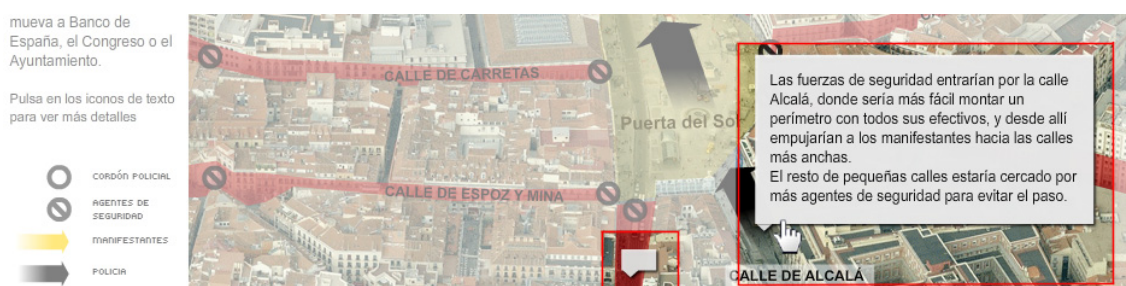 mueva a Banco de
España, el Congreso o el
Ayuntamiento.
Pulsa en los iconos de texto
para ver más detalles
CORDÓN POLICIAL
AGENTES DE
SEGURIDAD
MANIFESTANTES
POLICIA
CALLE DE CARRETAS
Puerta del Sol
CALLE DE ESPOZ Y MINA
Las fuerzas de seguridad entrarían por la calle
Alcalá, donde sería más fácil montar un
perímetro con todos sus efectivos, y desde allí
empujarían a los manifestantes hacia las calles
más anchas.
El resto de pequeñas calles estaría cercado por
más agentes de seguridad para evitar el paso.
CALLE DE ALCALÁ